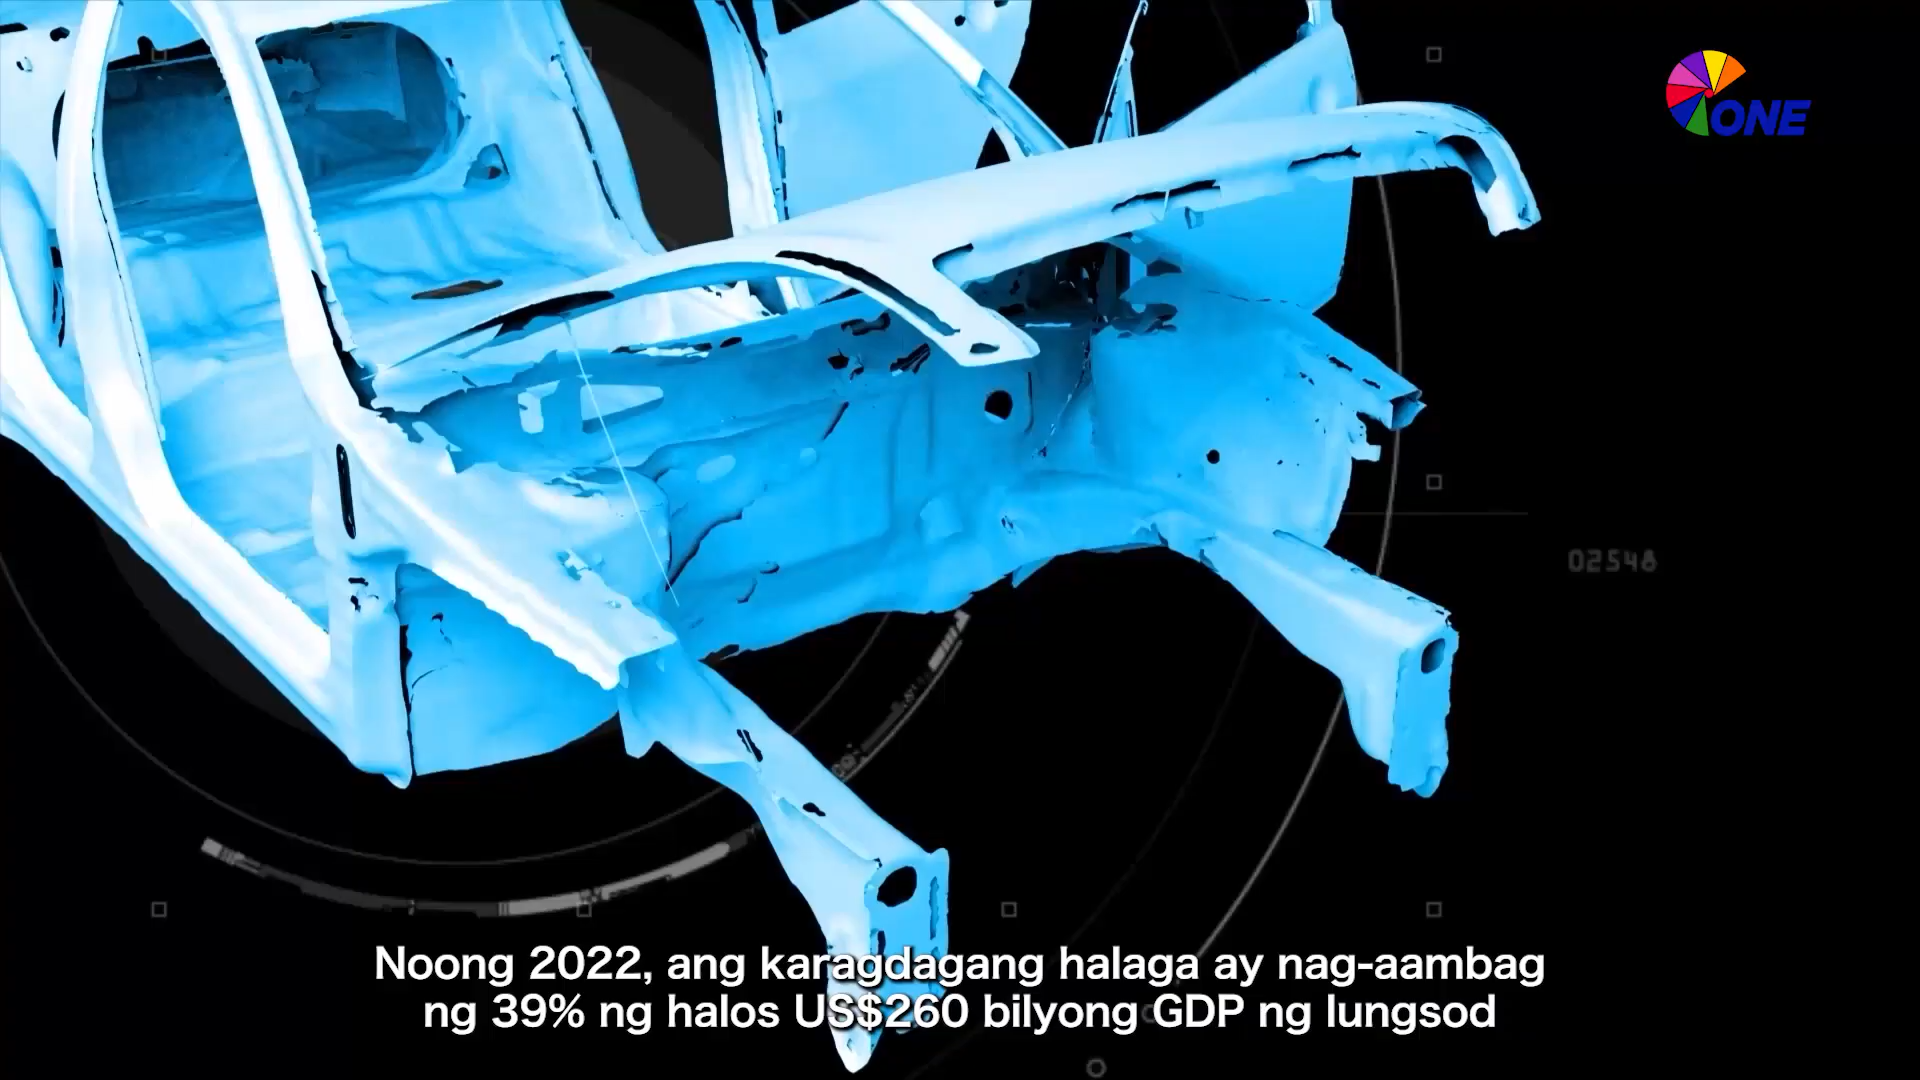 ONE
02548
Noong 2022, ang karagdagang halaga ay nag-aambag
ng 39% ng halos US$260 bilyong GDP ng lungsod